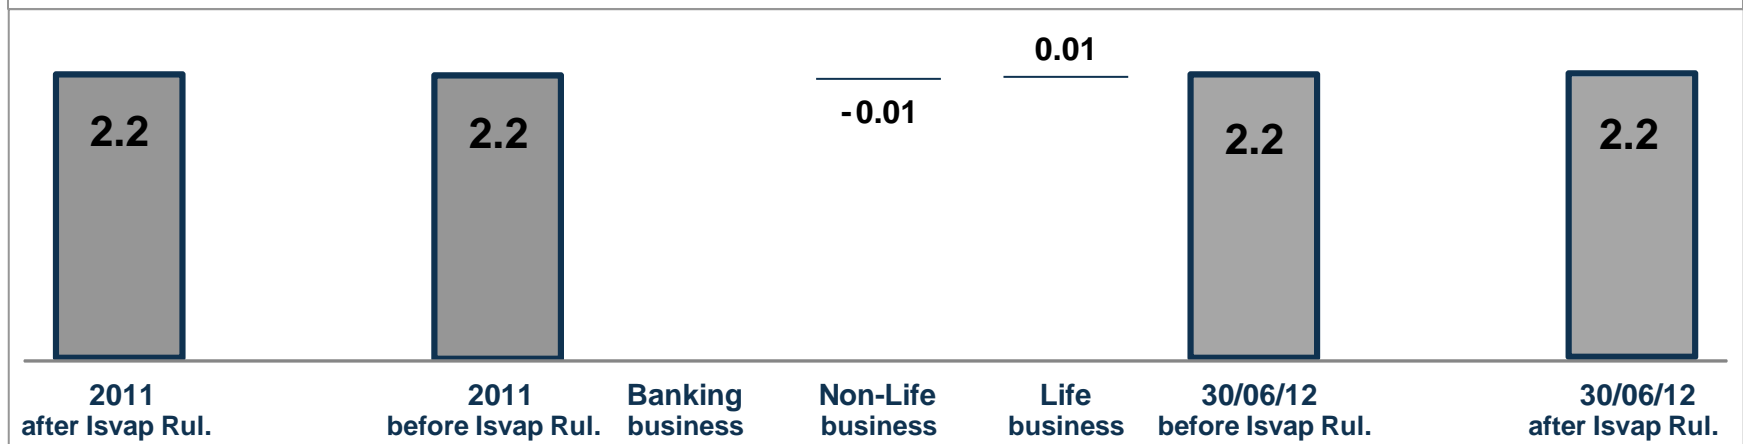 0.01
-0.01
2.2
2.2
2.2
2.2
2011
after Isvap Rul.
2011
before Isvap Rul.
Banking
business
Non-Life
business
Life
business
30/06/12
before Isvap Rul.
30/06/12
after Isvap Rul.